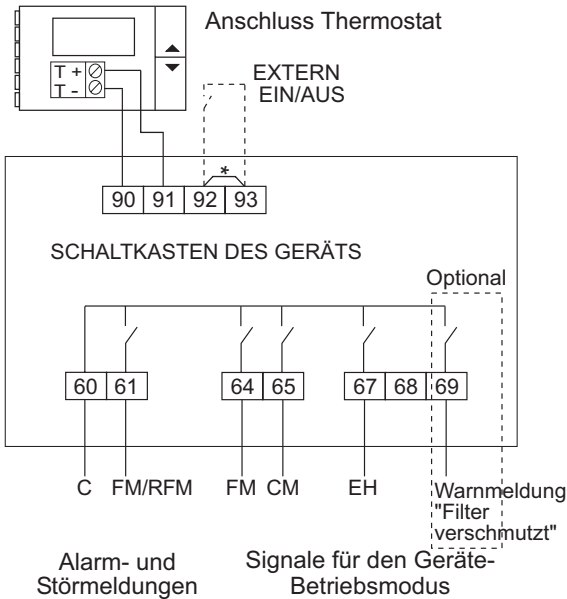 Anschluss Thermostat
T +
T -
EXTERN
EIN/AUS
*
90 91 92 93
SCHALTKASTEN DES GERÄTS
Optional
60 61 64 65 67 68 69
C FM/RFM FM CM EH
Warnmeldung
"Filter
verschmutzt"
Alarm- und
Störmeldungen
Signale für den Geräte-
Betriebsmodus